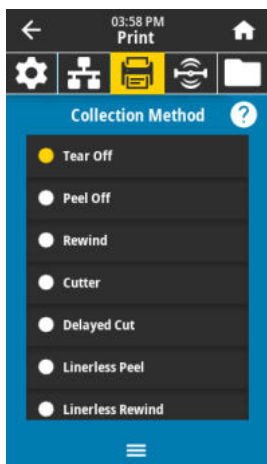 03:58 PM
Print
Collection Method
?
Tear Off
Peel Off
Rewind
Cutter
Delayed Cut
Linerless Peel
Linerless Rewind